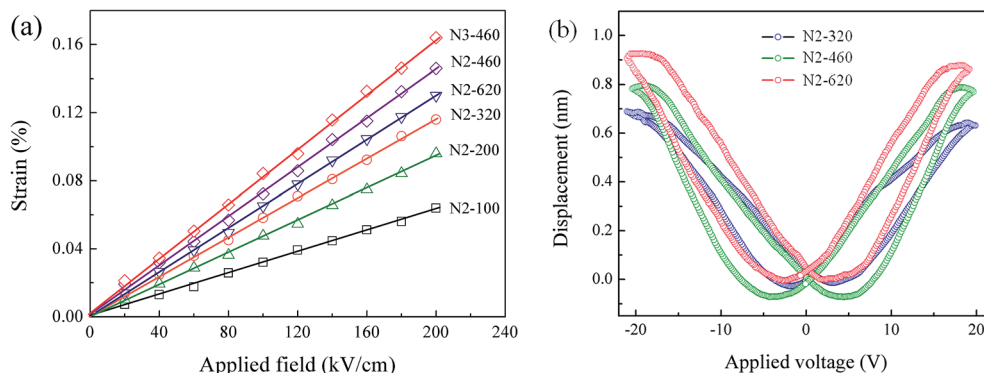 (a)
Strain (%)
0.16
0.12
0.08
0.04
0.00
N3-460
N2-460
N2-620
N2-320
N2-200
N2-100
0 40 80 120 160 200 240
Applied field (kV/cm)
(b)
Displacement (nm)
1.0
0.8
0.6
0.4
0.2
0.0
N2-320
N2-460
N2-620
-20 -10 0 10 20
Applied voltage (V)